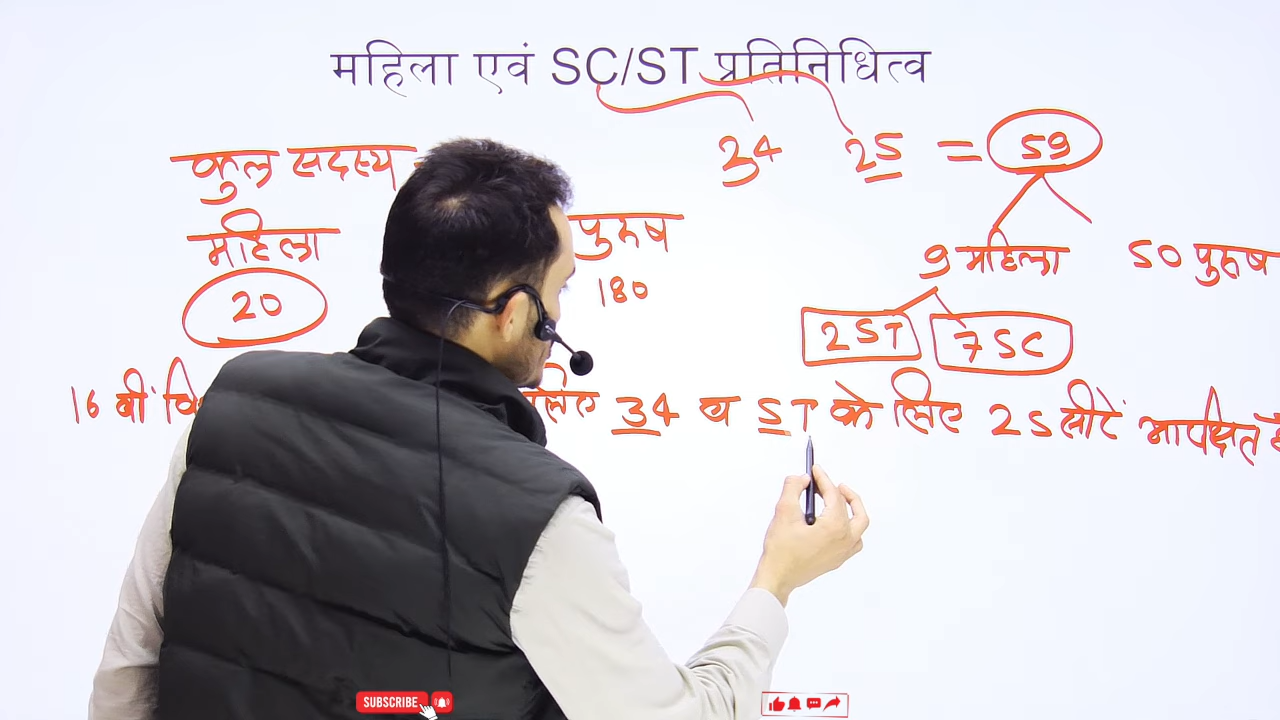 महिला एवं SC/ST प्रतिनिधित्व
कुल सदस्य 34 25 = 59
महिला पुरुष 9 महिला 50 पुरुष
20 180 2 ST 7 SC
16 वीं लिए 34 व ST के लिए 25 सीटें आरक्षित है
SUBSCRIBE